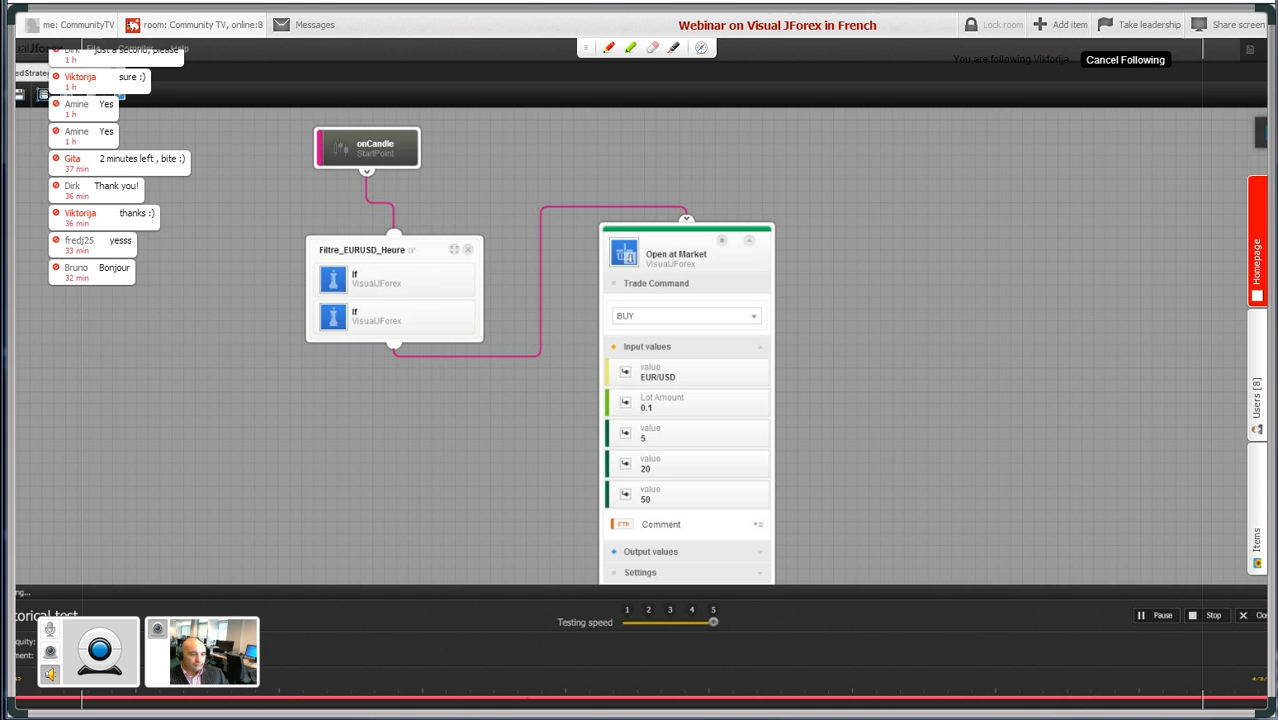 me: CommunityTV
room: Community TV, online:8
Messages
Webinar on Visual JForex in French
Lock room
Add item
Take leadership
Share screen
You are following Viktorija
Cancel Following
Dirk just a second, please
1 h
Viktorija sure :)
1 h
Amine Yes
1 h
Amine Yes
1 h
Gita 2 minutes left , bite :)
37 min
Dirk Thank you!
36 min
Viktorija thanks :)
36 min
fredj25 yesss
33 min
Bruno Bonjour
32 min
onCandle
StartPoint
Filtre_EURUSD_Heure
If
VisualJForex
If
VisualJForex
Open at Market
VisualJForex
Trade Command
BUY
Input values
value
EUR/USD
Lot Amount
0.1
value
5
value
20
value
50
STR Comment
Output values
Settings
Homepage
Users [8]
Items
1 2 3 4 5
Testing speed
Pause
Stop